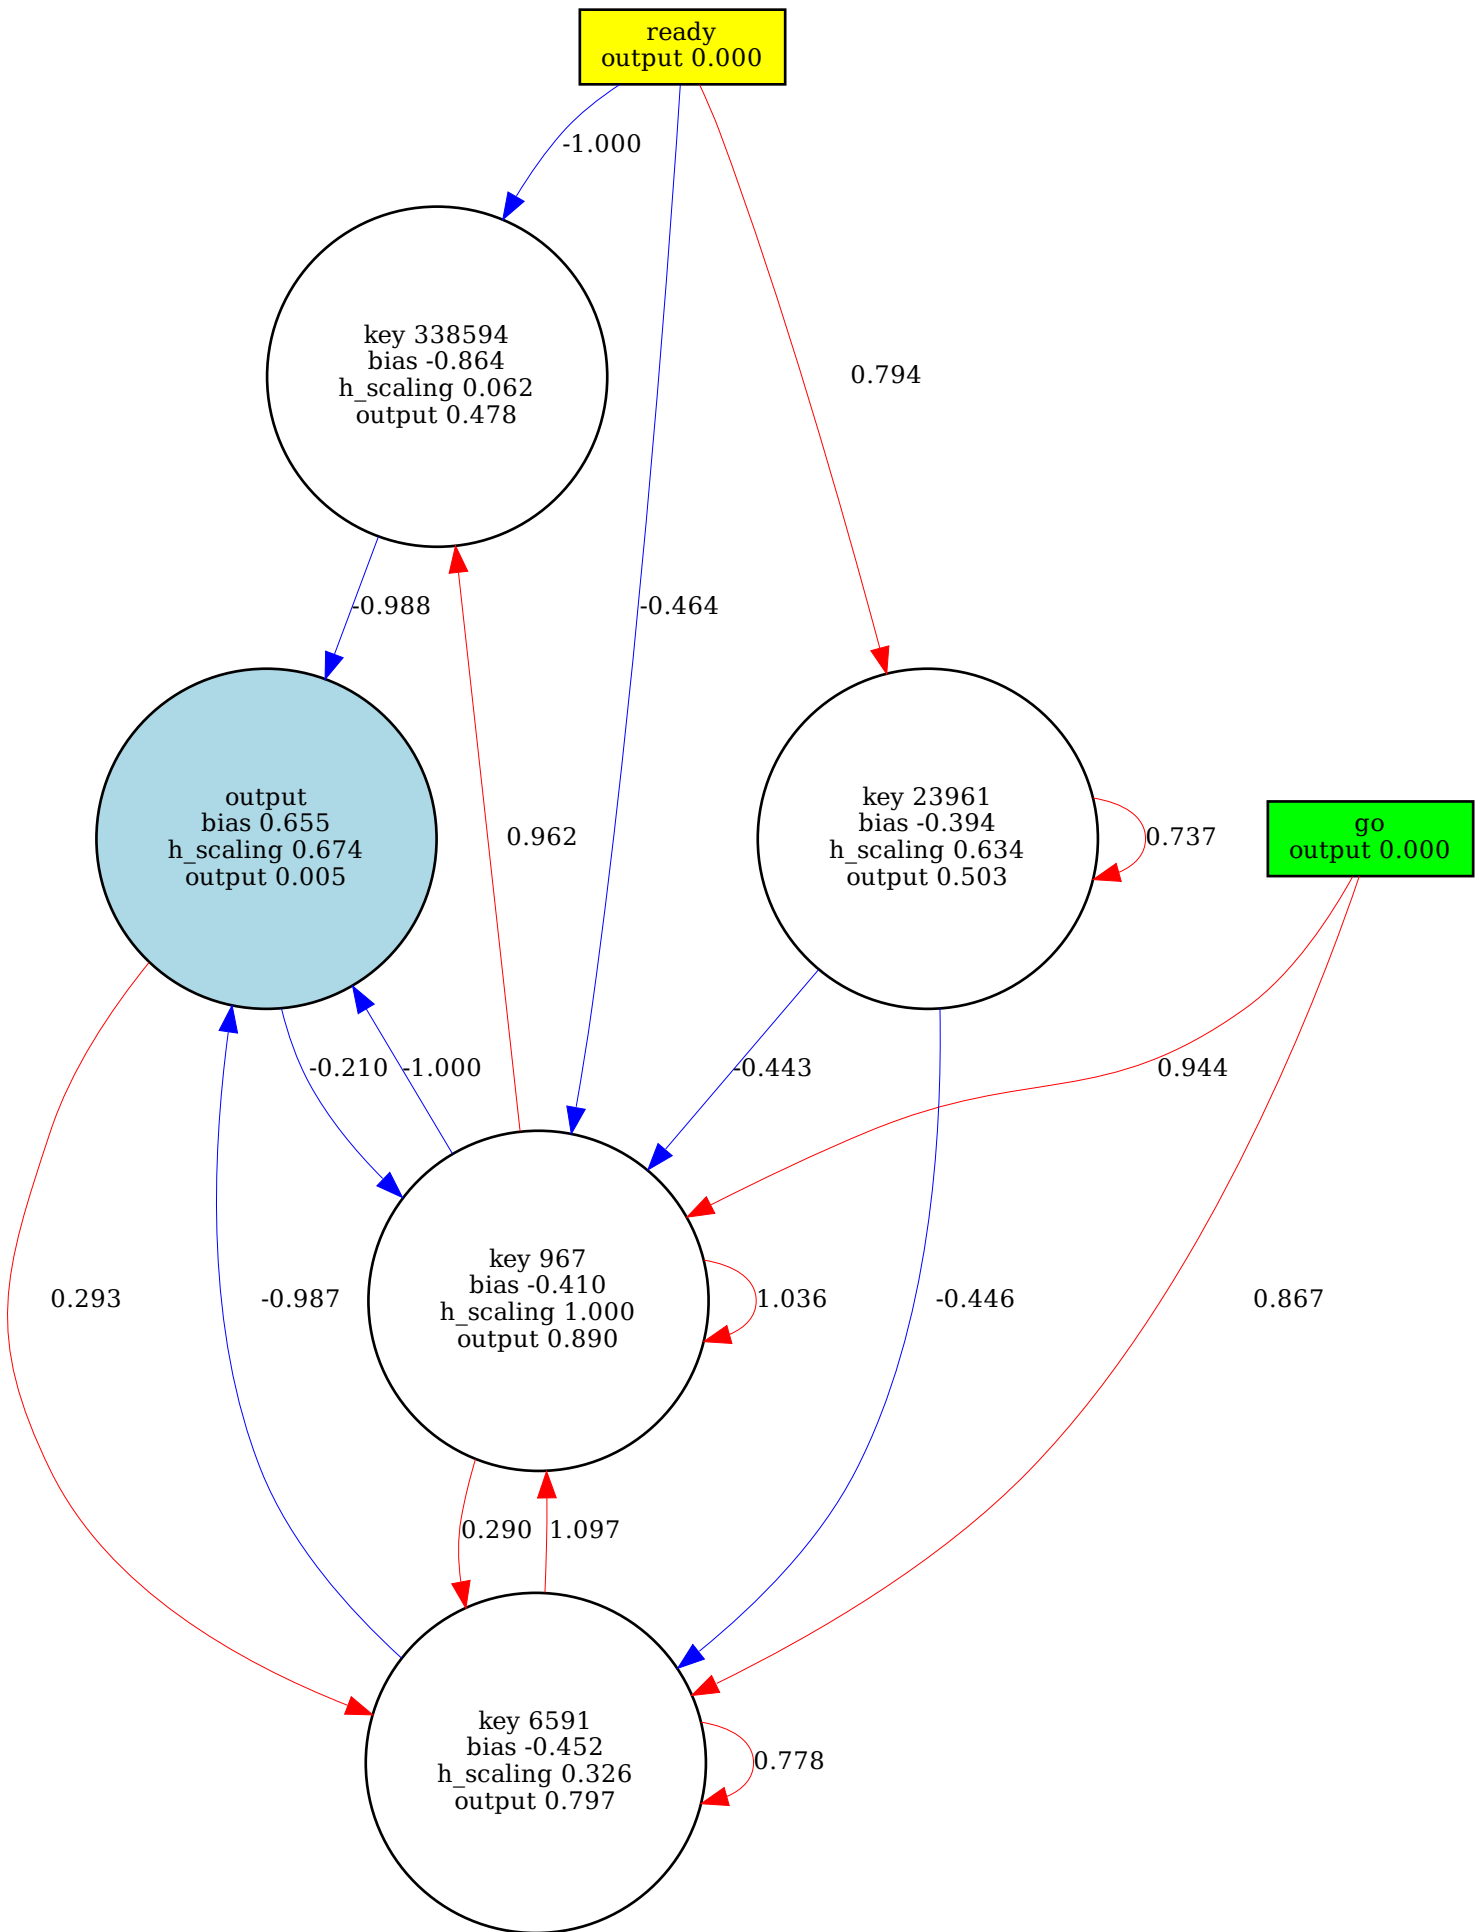 ready
output 0.000
-1.000
key 338594
bias -0.864
h_scaling 0.062
output 0.478
0.794
-0.988
-0.464
output
bias 0.655
h_scaling 0.674
output 0.005
0.962
key 23961
bias -0.394
h_scaling 0.634
output 0.503
0.737
go
output 0.000
-0.210
-1.000
-0.443
0.944
0.293
-0.987
key 967
bias -0.410
h_scaling 1.000
output 0.890
1.036
-0.446
0.867
0.290
1.097
key 6591
bias -0.452
h_scaling 0.326
output 0.797
0.778